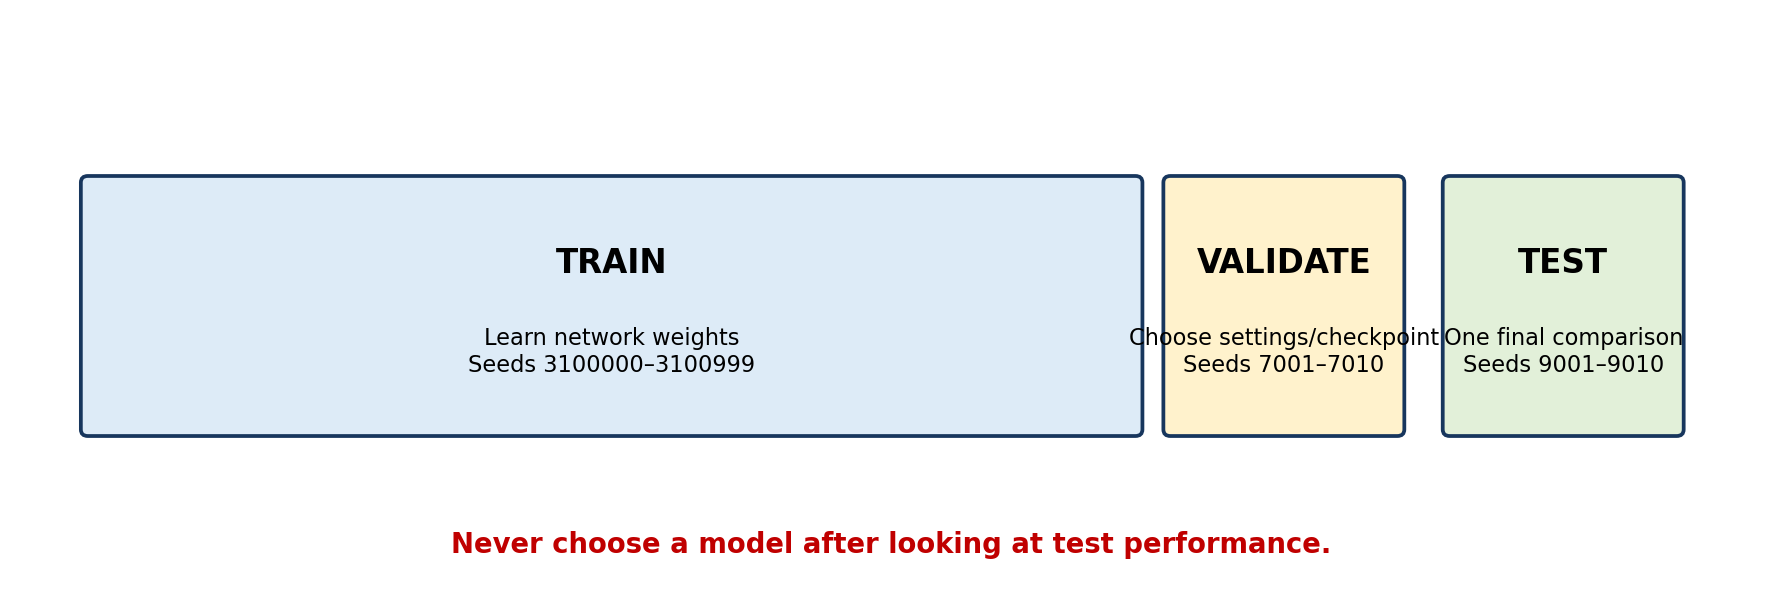 TRAIN
Learn network weights
Seeds 3100000–3100999
VALIDATE
Choose settings/checkpoint
Seeds 7001–7010
TEST
One final comparison
Seeds 9001–9010
Never choose a model after looking at test performance.